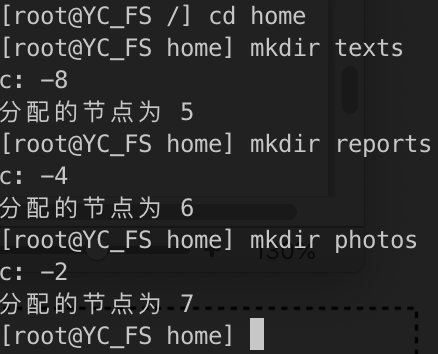 [root@YC_FS /] cd home
[root@YC_FS home] mkdir texts
c: -8
分配的节点为 5
[root@YC_FS home] mkdir reports
c: -4
分配的节点为 6
[root@YC_FS home] mkdir photos
c: -2
130%
分配的节点为 7
[root@YC_FS home]